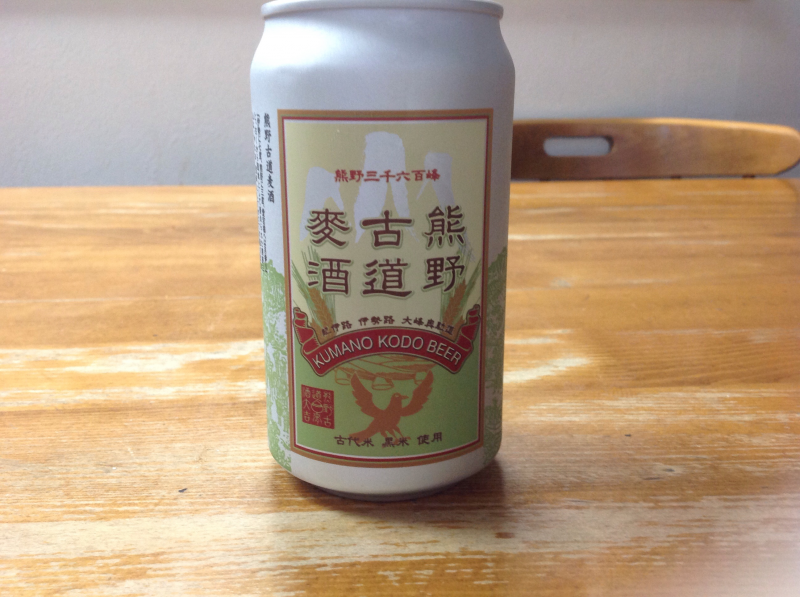 熊野三千六百峰
熊野
古道
麥酒
紀伊路 伊勢路 大峰奥駈道
KUMANO KODO BEER
古代米 黒米 使用
熊野古道麦酒